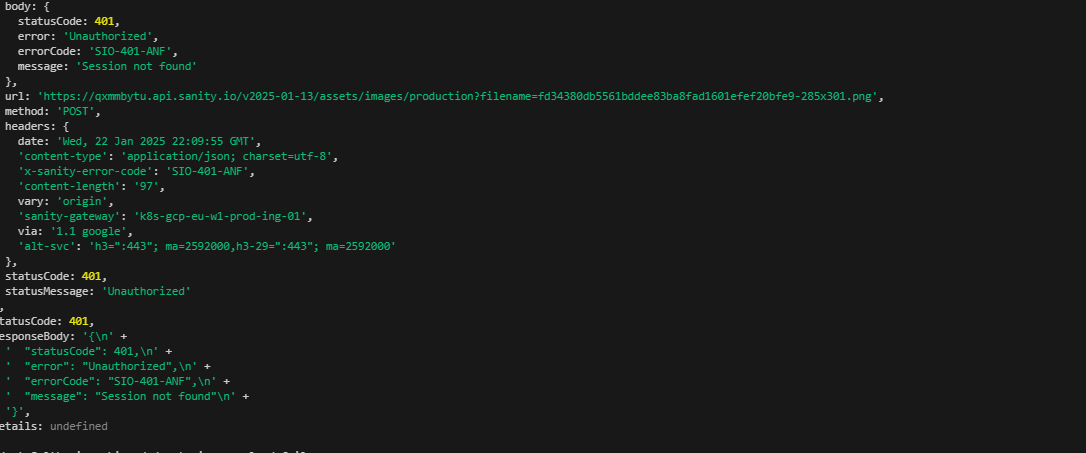 body: {
statusCode: 401,
error: 'Unauthorized',
errorCode: 'SIO-401-ANF',
message: 'Session not found'
},
url: 'https://qxmmbytu.api.sanity.io/v2025-01-13/assets/images/production?filename=fd34380db5561bddee83ba8fad1601efef20bfe9-285x301.png',
method: 'POST',
headers: {
date: 'Wed, 22 Jan 2025 22:09:55 GMT',
'content-type': 'application/json; charset=utf-8',
'x-sanity-error-code': 'SIO-401-ANF',
'content-length': '97',
vary: 'origin',
'sanity-gateway': 'k8s-gcp-eu-w1-prod-ing-01',
via: '1.1 google',
'alt-svc': 'h3=":443"; ma=2592000,h3-29=":443"; ma=2592000'
},
statusCode: 401,
statusMessage: 'Unauthorized'
,
tatusCode: 401,
esponseBody: '{\n' +
' "statusCode": 401,\n' +
' "error": "Unauthorized",\n' +
' "errorCode": "SIO-401-ANF",\n' +
' "message": "Session not found"\n' +
'}',
etails: undefined